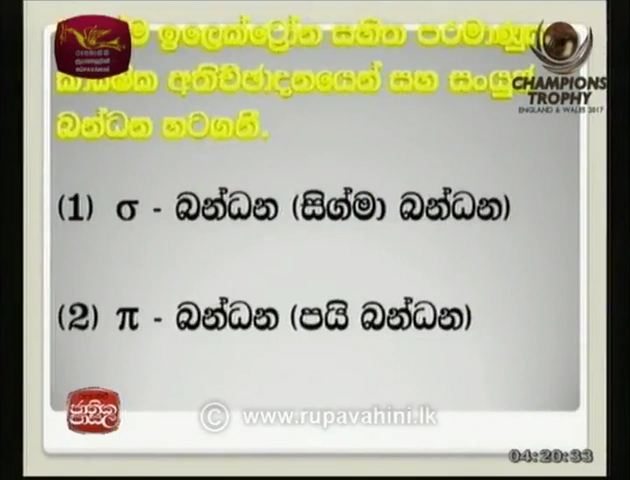 ඉලෙක්ට්‍රෝන සහිත පරමාණුක
කාක්ෂික අතිච්ඡාදනයෙන් සහ සංයුජ
බන්ධන හටගනී.
CHAMPIONS
TROPHY
ENGLAND & WALES 2017
(1) σ - බන්ධන (සිග්මා බන්ධන)
(2) π - බන්ධන (පයි බන්ධන)
ජාතික
පාසල
© www.rupavahini.lk
04:20:33